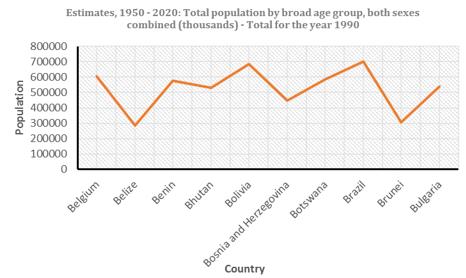 Estimates, 1950 - 2020: Total population by broad age group, both sexes
combined (thousands) - Total for the year 1990
800000
700000
600000
500000
400000
300000
200000
100000
0
Population
Belgium
Belize
Benin
Bhutan
Bolivia
Bosnia and Herzegovina
Botswana
Brazil
Brunei
Bulgaria
Country